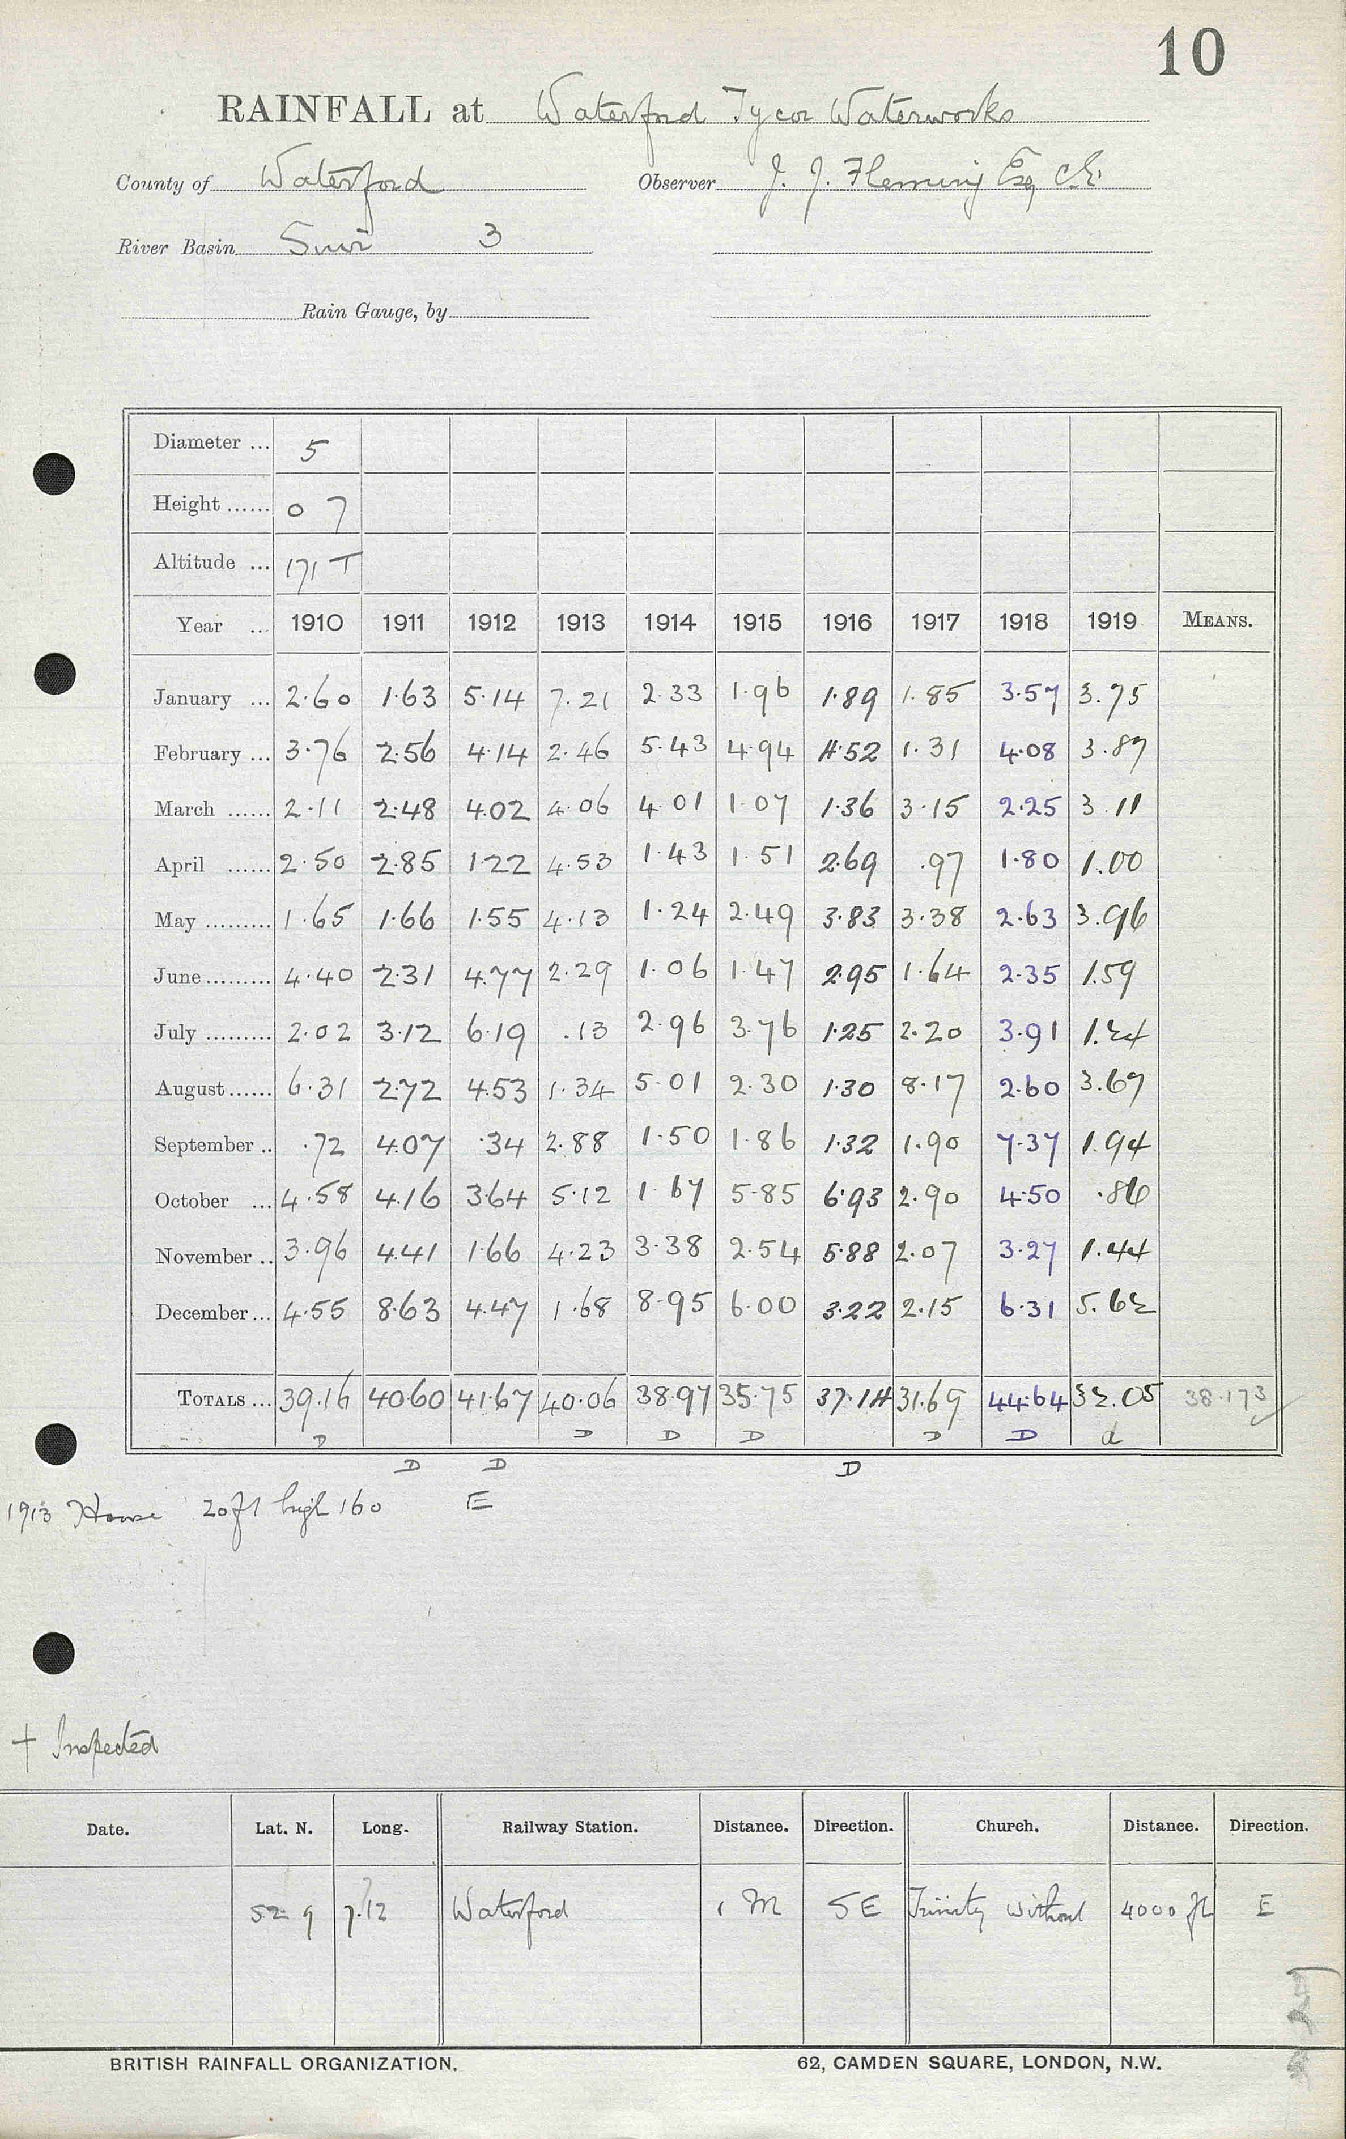 10
RAINFALL at Waterford Tycor Waterworks
County of Waterford Observer J. J. Fleming Esq C.E.
River Basin Suir 3
Rain Gauge, by
Diameter ... 5
Height ...... 0 7
Altitude ... 171 T
Year ... 1910 1911 1912 1913 1914 1915 1916 1917 1918 1919 MEANS.
January ... 2.60 1.63 5.14 7.21 2.33 1.96 1.89 1.85 3.57 3.75
February ... 3.76 2.56 4.14 2.46 5.43 4.94 4.52 1.31 4.08 3.87
March ...... 2.11 2.48 4.02 4.06 4.01 1.07 1.36 3.15 2.25 3.11
April ...... 2.50 2.85 1.22 4.53 1.43 1.51 2.69 .97 1.80 1.00
May ......... 1.65 1.66 1.55 4.13 1.24 2.49 3.83 3.38 2.63 3.96
June ......... 4.40 2.31 4.77 2.29 1.06 1.47 2.95 1.64 2.35 1.59
July ......... 2.02 3.12 6.19 .13 2.96 3.76 1.25 2.20 3.91 1.24
August ...... 6.31 2.72 4.53 1.34 5.01 2.30 1.30 8.17 2.60 3.67
September .. .72 4.07 .34 2.88 1.50 1.86 1.32 1.90 7.37 1.94
October ... 4.58 4.16 3.64 5.12 1.67 5.85 6.93 2.90 4.50 .86
November .. 3.96 4.41 1.66 4.23 3.38 2.54 5.88 2.07 3.27 1.44
December ... 4.55 8.63 4.47 1.68 8.95 6.00 3.22 2.15 6.31 5.62
TOTALS ... 39.16 40.60 41.67 40.06 38.97 35.75 37.14 31.69 44.64 32.05 38.173
D D D D D D d
D D D
1913 House 20ft high 160 E
+ Inspected
Date. Lat. N. Long. Railway Station. Distance. Direction. Church. Distance. Direction.
52 9 7.12 Waterford 1 M SE Trinity Without 4000 ft E
BRITISH RAINFALL ORGANIZATION. 62, CAMDEN SQUARE, LONDON, N.W.